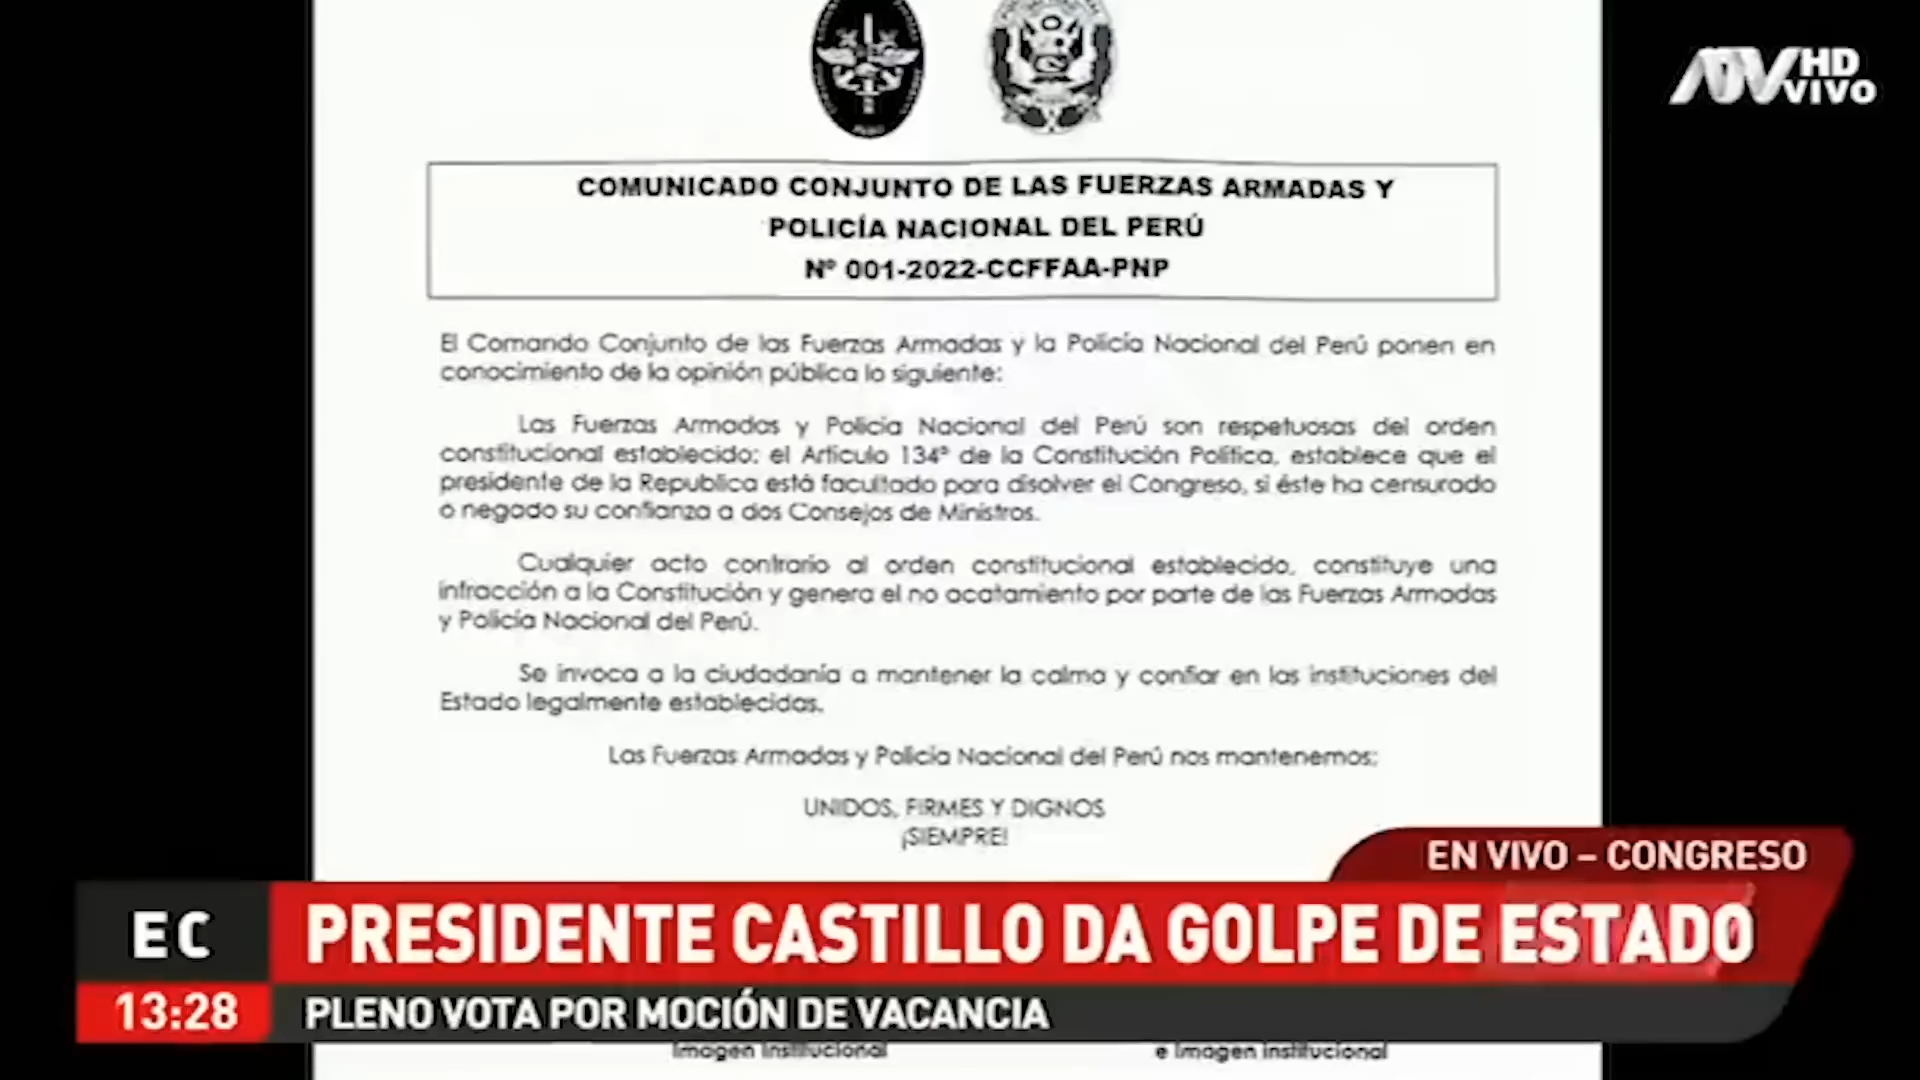 ATV HD
VIVO
COMUNICADO CONJUNTO DE LAS FUERZAS ARMADAS Y
POLICÍA NACIONAL DEL PERÚ
Nº 001-2022-CCFFAA-PNP
El Comando Conjunto de las Fuerzas Armadas y la Policía Nacional del Perú ponen en
conocimiento de la opinión pública lo siguiente:
Las Fuerzas Armadas y Policía Nacional del Perú son respetuosas del orden
constitucional establecido; el Artículo 134° de la Constitución Política, establece que el
presidente de la Republica está facultado para disolver el Congreso, si éste ha censurado
o negado su confianza a dos Consejos de Ministros.
Cualquier acto contrario al orden constitucional establecido, constituye una
infracción a la Constitución y genera el no acatamiento por parte de las Fuerzas Armadas
y Policía Nacional del Perú.
Se invoca a la ciudadanía a mantener la calma y confiar en las instituciones del
Estado legalmente establecidas.
Las Fuerzas Armadas y Policía Nacional del Perú nos mantenemos;
UNIDOS, FIRMES Y DIGNOS
¡SIEMPRE!
EN VIVO – CONGRESO
EC PRESIDENTE CASTILLO DA GOLPE DE ESTADO
13:28 PLENO VOTA POR MOCIÓN DE VACANCIA
Imagen Institucional e Imagen institucional